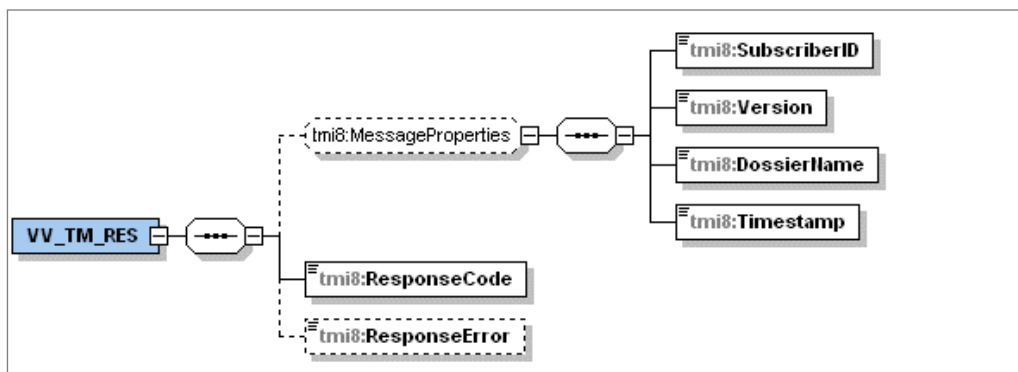 tmi8:SubscriberID
tmi8:Version
tmi8:MessageProperties
tmi8:DossierName
tmi8:Timestamp
VV_TM_RES
tmi8:ResponseCode
tmi8:ResponseError